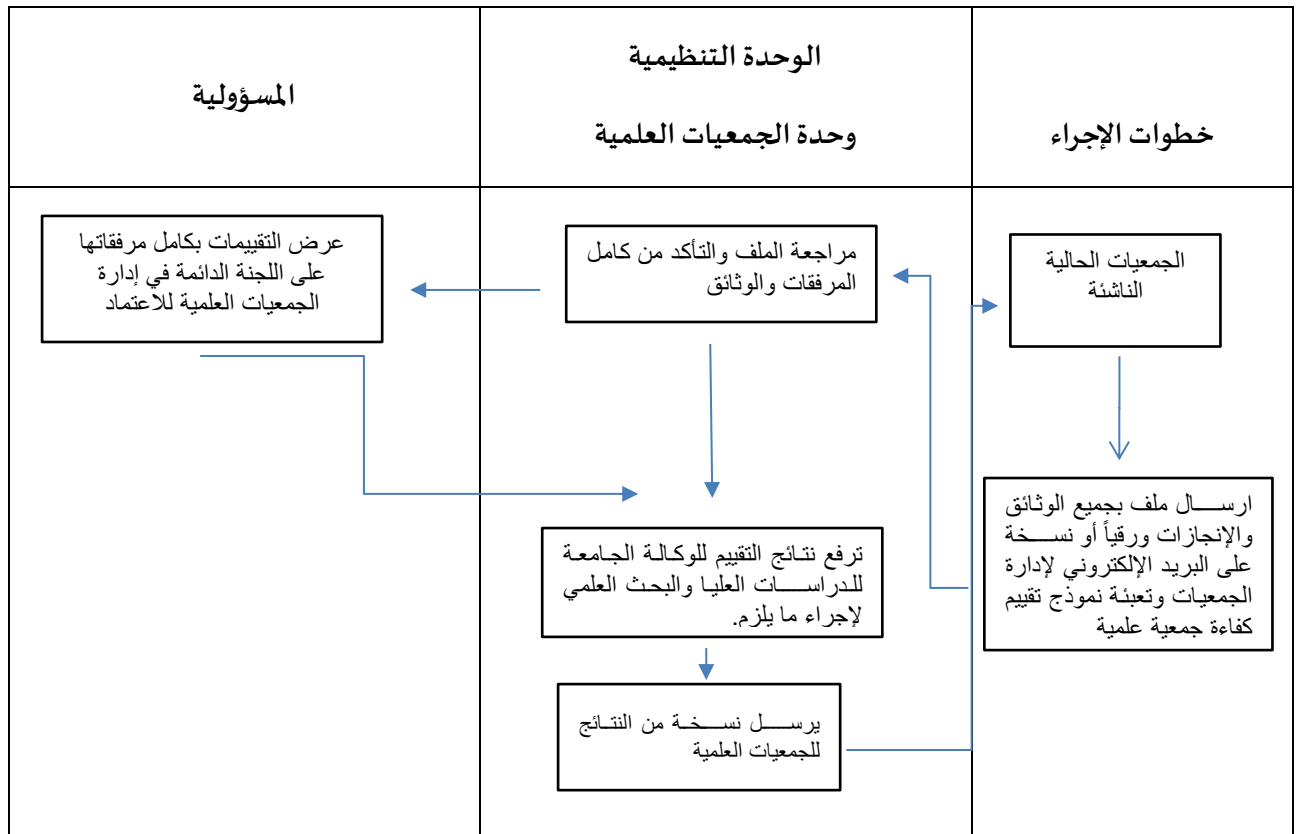 خطوات الإجراء
الوحدة التنظيمية
وحدة الجمعيات العلمية
المسؤولية
الجمعيات الحالية
الناشئة
ارســـال ملف بجميع الوثائق
والإنجازات ورقياً أو نســـخة
على البريد الإلكتروني لإدارة
الجمعيات وتعبئة نموذج تقييم
كفاءة جمعية علمية
مراجعة الملف والتأكد من كامل
المرفقات والوثائق
عرض التقييمات بكامل مرفقاتها
على اللجنة الدائمة في إدارة
الجمعيات العلمية للاعتماد
ترفع نتائج التقييم للوكالة الجامعة
للدراســـات العليا والبحث العلمي
لإجراء ما يلزم.
يرســـل نســـخة من النتائج
للجمعيات العلمية